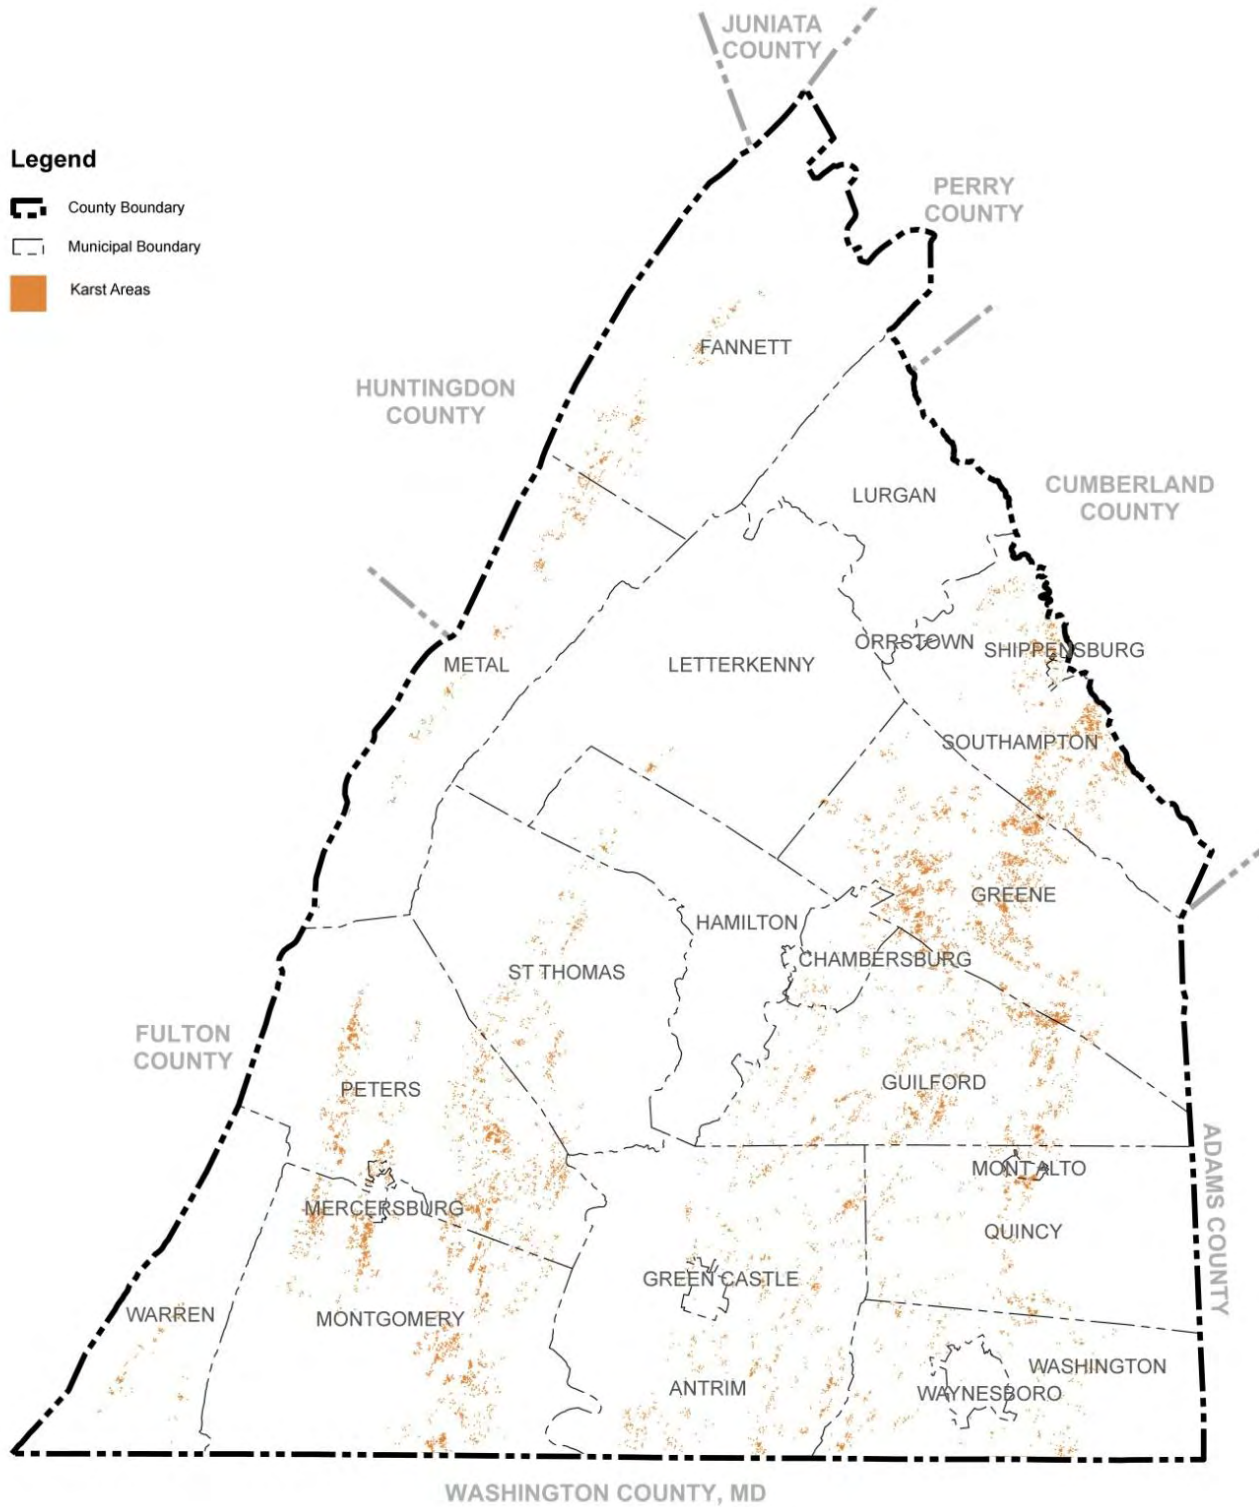 JUNIATA
COUNTY
Legend
County Boundary
Municipal Boundary
Karst Areas
PERRY
COUNTY
FANNETT
HUNTINGDON
COUNTY
LURGAN
CUMBERLAND
COUNTY
ORRSTOWN
SHIPPENSBURG
METAL
LETTERKENNY
SOUTHAMPTON
GREENE
HAMILTON
CHAMBERSBURG
ST THOMAS
FULTON
COUNTY
PETERS
GUILFORD
MONT ALTO
ADAMS COUNTY
MERCERSBURG
QUINCY
GREEN CASTLE
WARREN
MONTGOMERY
WASHINGTON
ANTRIM
WAYNESBORO
WASHINGTON COUNTY, MD